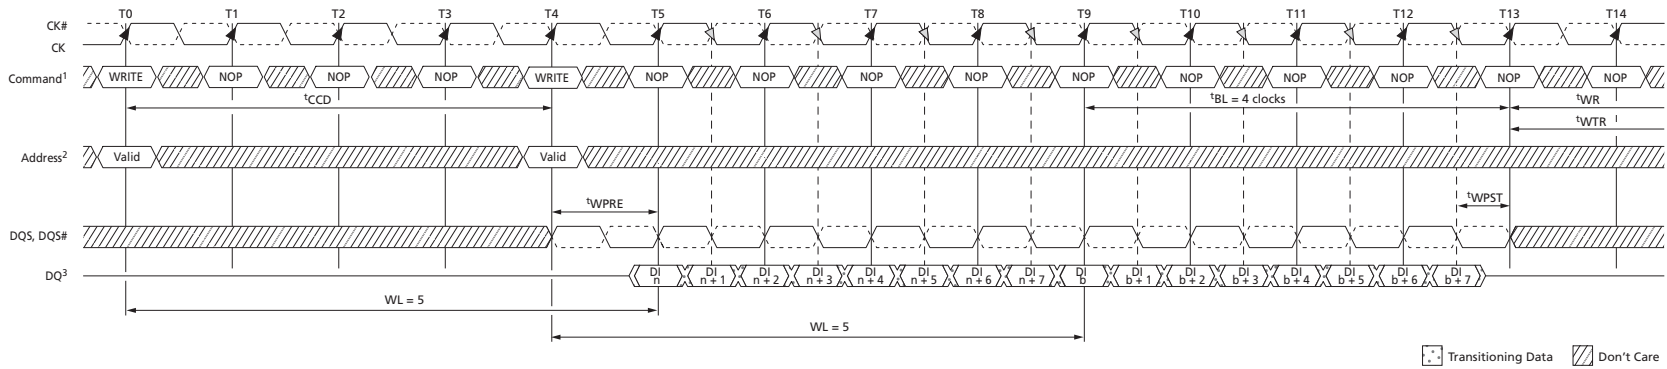 T0 T1 T2 T3 T4 T5 T6 T7 T8 T9 T10 T11 T12 T13 T14
CK#
CK
Command1 WRITE NOP NOP NOP WRITE NOP NOP NOP NOP NOP NOP NOP NOP NOP NOP
tCCD tBL = 4 clocks tWR
tWTR
Address2 Valid Valid
tWPRE tWPST
DQS, DQS#
DQ3 DI n DI n + 1 DI n + 2 DI n + 3 DI n + 4 DI n + 5 DI n + 6 DI n + 7 DI b DI b + 1 DI b + 2 DI b + 3 DI b + 4 DI b + 5 DI b + 6 DI b + 7
WL = 5
WL = 5
Transitioning Data Don't Care